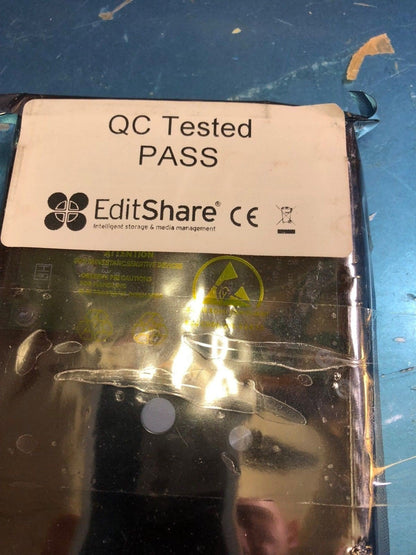 QC Tested
PASS
EditShare®
Intelligent storage & media management
CE
ATTENTION